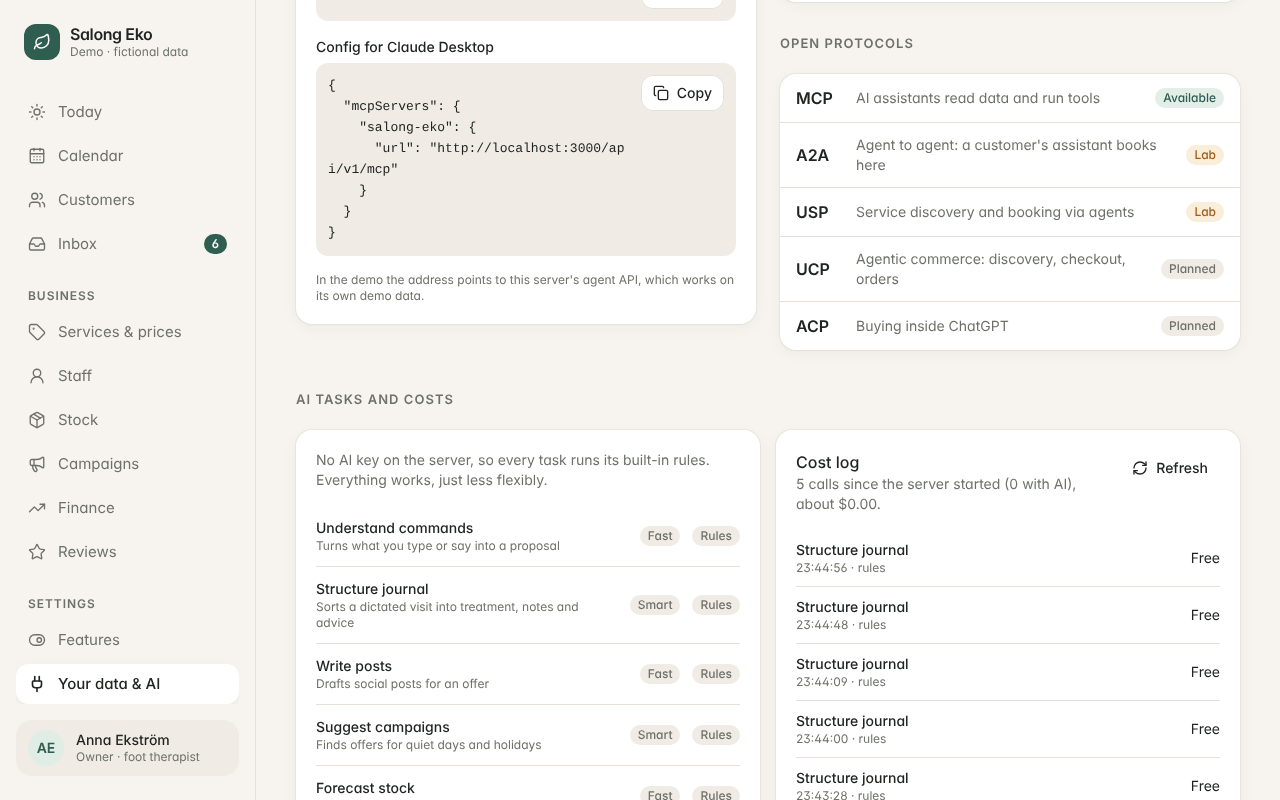 Salong Eko
Demo · fictional data
Today
Calendar
Customers
Inbox
6
BUSINESS
Services & prices
Staff
Stock
Campaigns
Finance
Reviews
SETTINGS
Features
Your data & AI
AE
Anna Ekström
Owner · foot therapist
Config for Claude Desktop
Copy
{
  "mcpServers": {
    "salong-eko": {
      "url": "http://localhost:3000/ap
i/v1/mcp"
    }
  }
}
In the demo the address points to this server's agent API, which works on
its own demo data.
OPEN PROTOCOLS
MCP
AI assistants read data and run tools
Available
A2A
Agent to agent: a customer's assistant books
here
Lab
USP
Service discovery and booking via agents
Lab
UCP
Agentic commerce: discovery, checkout,
orders
Planned
ACP
Buying inside ChatGPT
Planned
AI TASKS AND COSTS
No AI key on the server, so every task runs its built-in rules.
Everything works, just less flexibly.
Understand commands
Turns what you type or say into a proposal
Fast
Rules
Structure journal
Sorts a dictated visit into treatment, notes and
advice
Smart
Rules
Write posts
Drafts social posts for an offer
Fast
Rules
Suggest campaigns
Finds offers for quiet days and holidays
Smart
Rules
Forecast stock
Fast
Rules
Cost log
5 calls since the server started (0 with AI),
about $0.00.
Refresh
Structure journal
23:44:56 · rules
Free
Structure journal
23:44:48 · rules
Free
Structure journal
23:44:09 · rules
Free
Structure journal
23:44:00 · rules
Free
Structure journal
23:43:28 · rules
Free